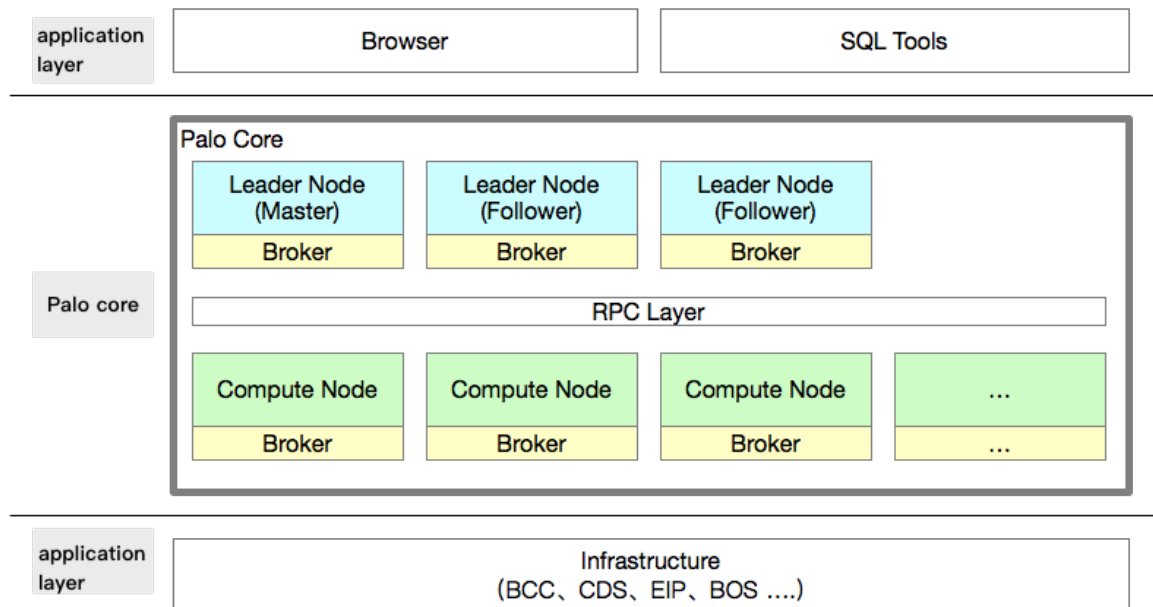 application
layer
Browser
SQL Tools
Palo Core
Leader Node
(Master)
Leader Node
(Follower)
Leader Node
(Follower)
Broker
Broker
Broker
Palo core
RPC Layer
Compute Node
Compute Node
Compute Node
...
Broker
Broker
Broker
...
application
layer
Infrastructure
(BCC、CDS、EIP、BOS ....)